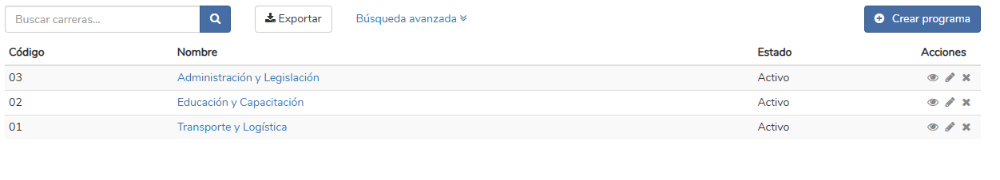 Buscar carreras... Exportar Búsqueda avanzada Crear programa
Código Nombre Estado Acciones
03 Administración y Legislación Activo
02 Educación y Capacitación Activo
01 Transporte y Logística Activo